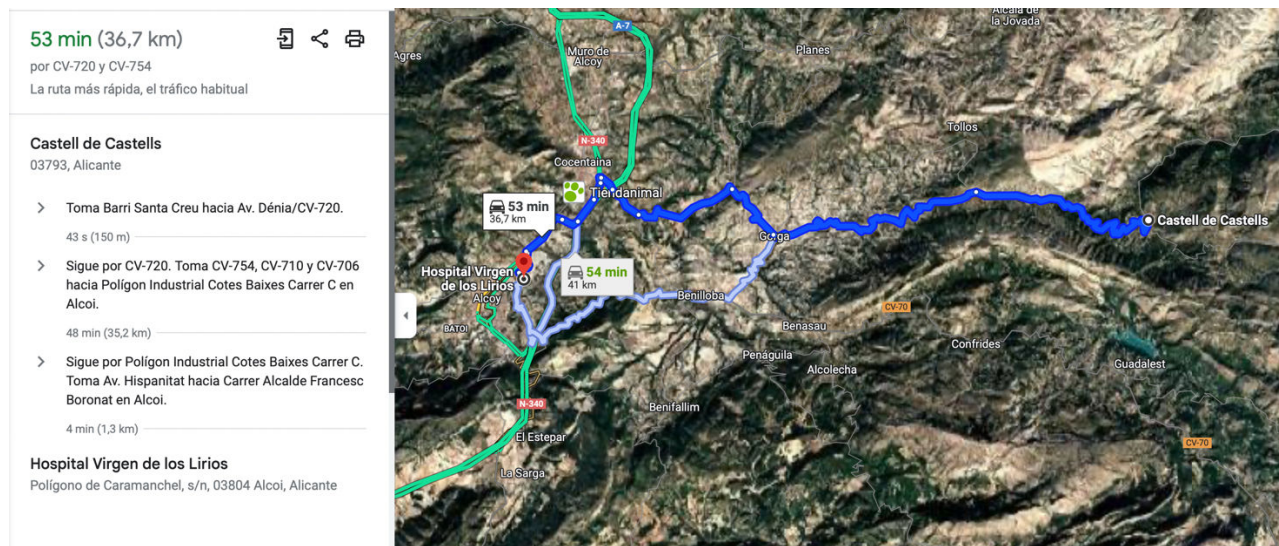 53 min (36,7 km)
por CV-720 y CV-754
La ruta más rápida, el tráfico habitual
Castell de Castells
03793, Alicante
Toma Barri Santa Creu hacia Av. Dénia/CV-720.
43 s (150 m)
Sigue por CV-720. Toma CV-754, CV-710 y CV-706
hacia Polígon Industrial Cotes Baixes Carrer C en
Alcoi.
48 min (35,2 km)
Sigue por Polígon Industrial Cotes Baixes Carrer C.
Toma Av. Hispanitat hacia Carrer Alcalde Francesc
Boronat en Alcoi.
4 min (1,3 km)
Hospital Virgen de los Lirios
Polígono de Caramanchel, s/n, 03804 Alcoi, Alicante
Alcalá de
la Jovada
A-7
Agres
Muro de
Alcoy
Planes
N-340
Tollos
Cocentaina
Tiendanimal
53 min
36,7 km
Castell de Castells
Gorga
Hospital Virgen
de los Lirios
54 min
41 km
Alcoy
Benilloba
CV-70
BATOI
Benasau
Confrides
Penàguila
Alcolecha
Guadalest
N-340
Benifallim
El Estepar
CV-70
La Sarga